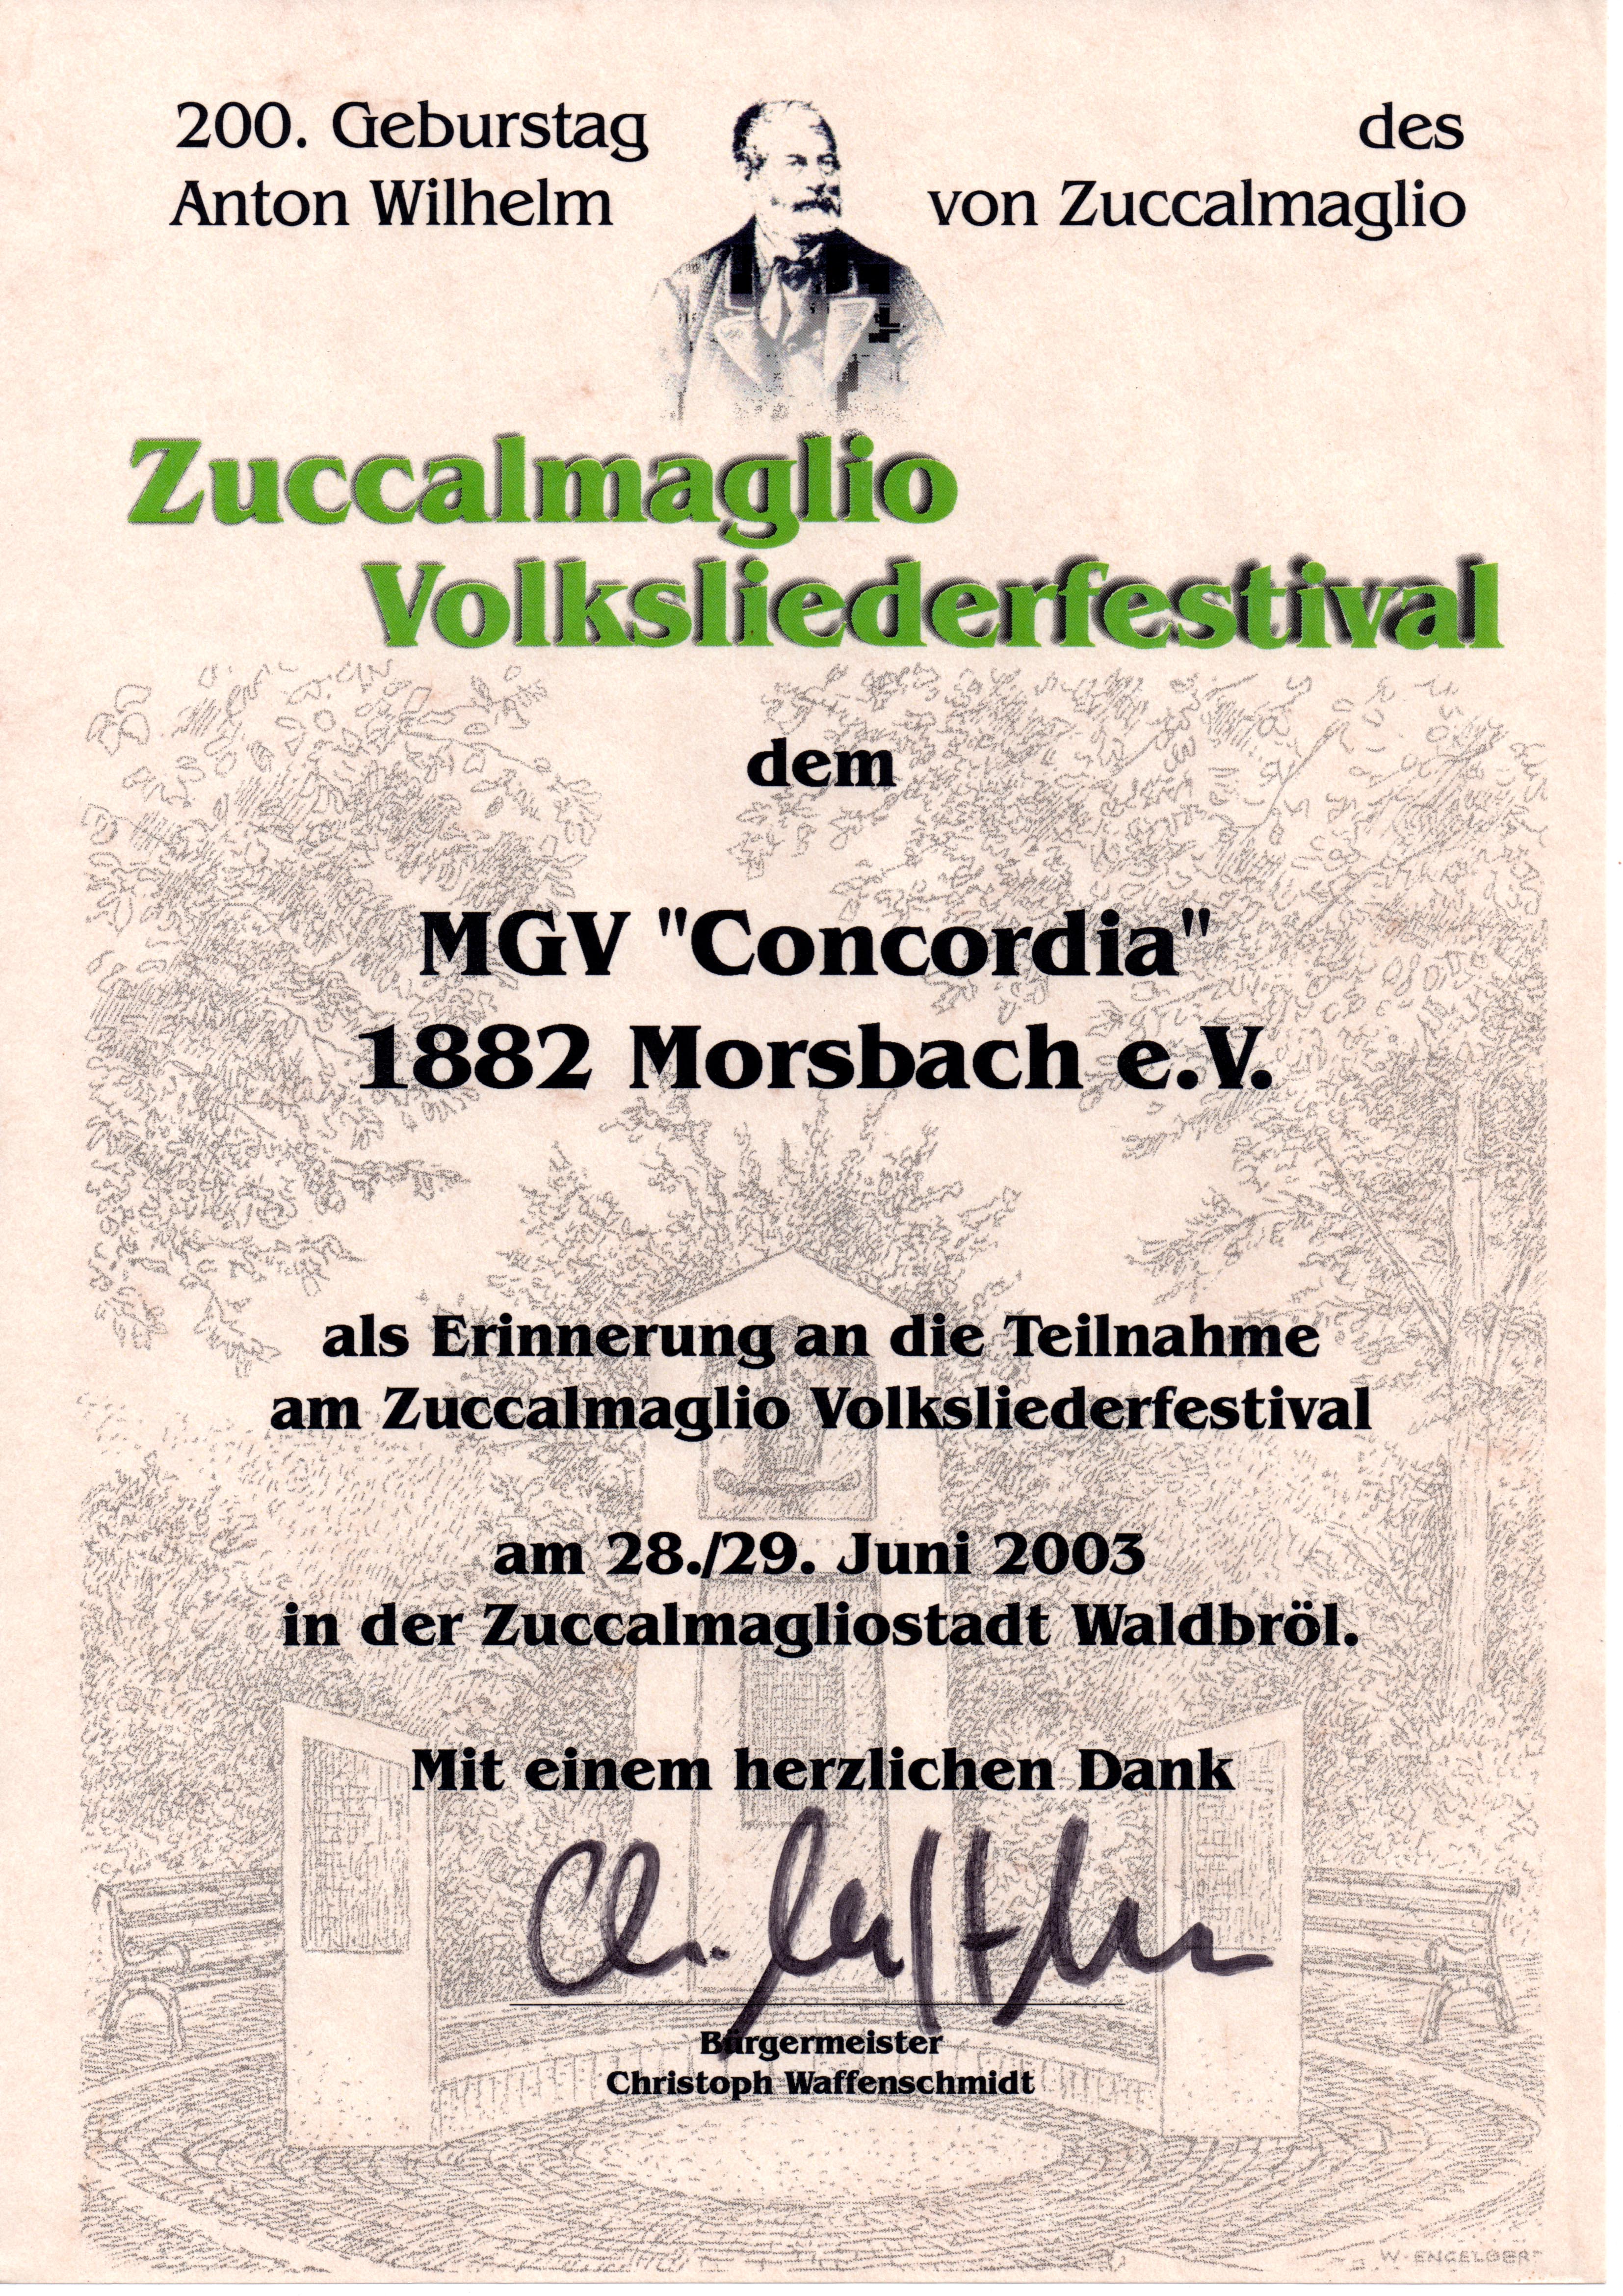 200. Geburstag des
Anton Wilhelm von Zuccalmaglio
Zuccalmaglio
Volksliederfestival
dem
MGV "Concordia"
1882 Morsbach e.V.
als Erinnerung an die Teilnahme
am Zuccalmaglio Volksliederfestival
am 28./29. Juni 2003
in der Zuccalmagliostadt Waldbröl.
Mit einem herzlichen Dank
Bürgermeister
Christoph Waffenschmidt
W. ENGELBERT